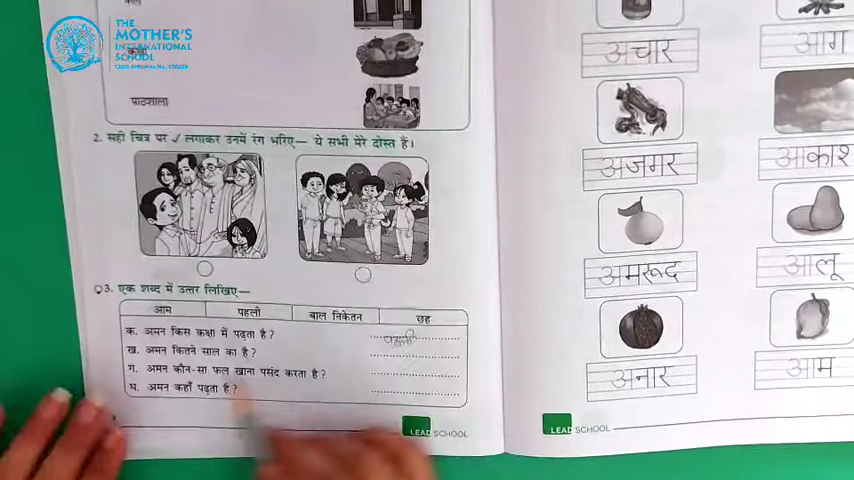 THE
MOTHER'S
INTERNATIONAL
SCHOOL
पाठशाला
2. सही चित्र पर ✓ लगाकर उनमें रंग भरिए— ये सभी मेरे दोस्त हैं।
3. एक शब्द में उत्तर लिखिए—
आम पहली बाल निकेतन छह
क. अमन किस कक्षा में पढ़ता है? पहली
ख. अमन कितने साल का है?
ग. अमन कौन-सा फल खाना पसंद करता है?
घ. अमन कहाँ पढ़ता है?
LEAD SCHOOL
अचार आग
अजगर आकाश
अमरूद आलू
अनार आम
LEAD SCHOOL